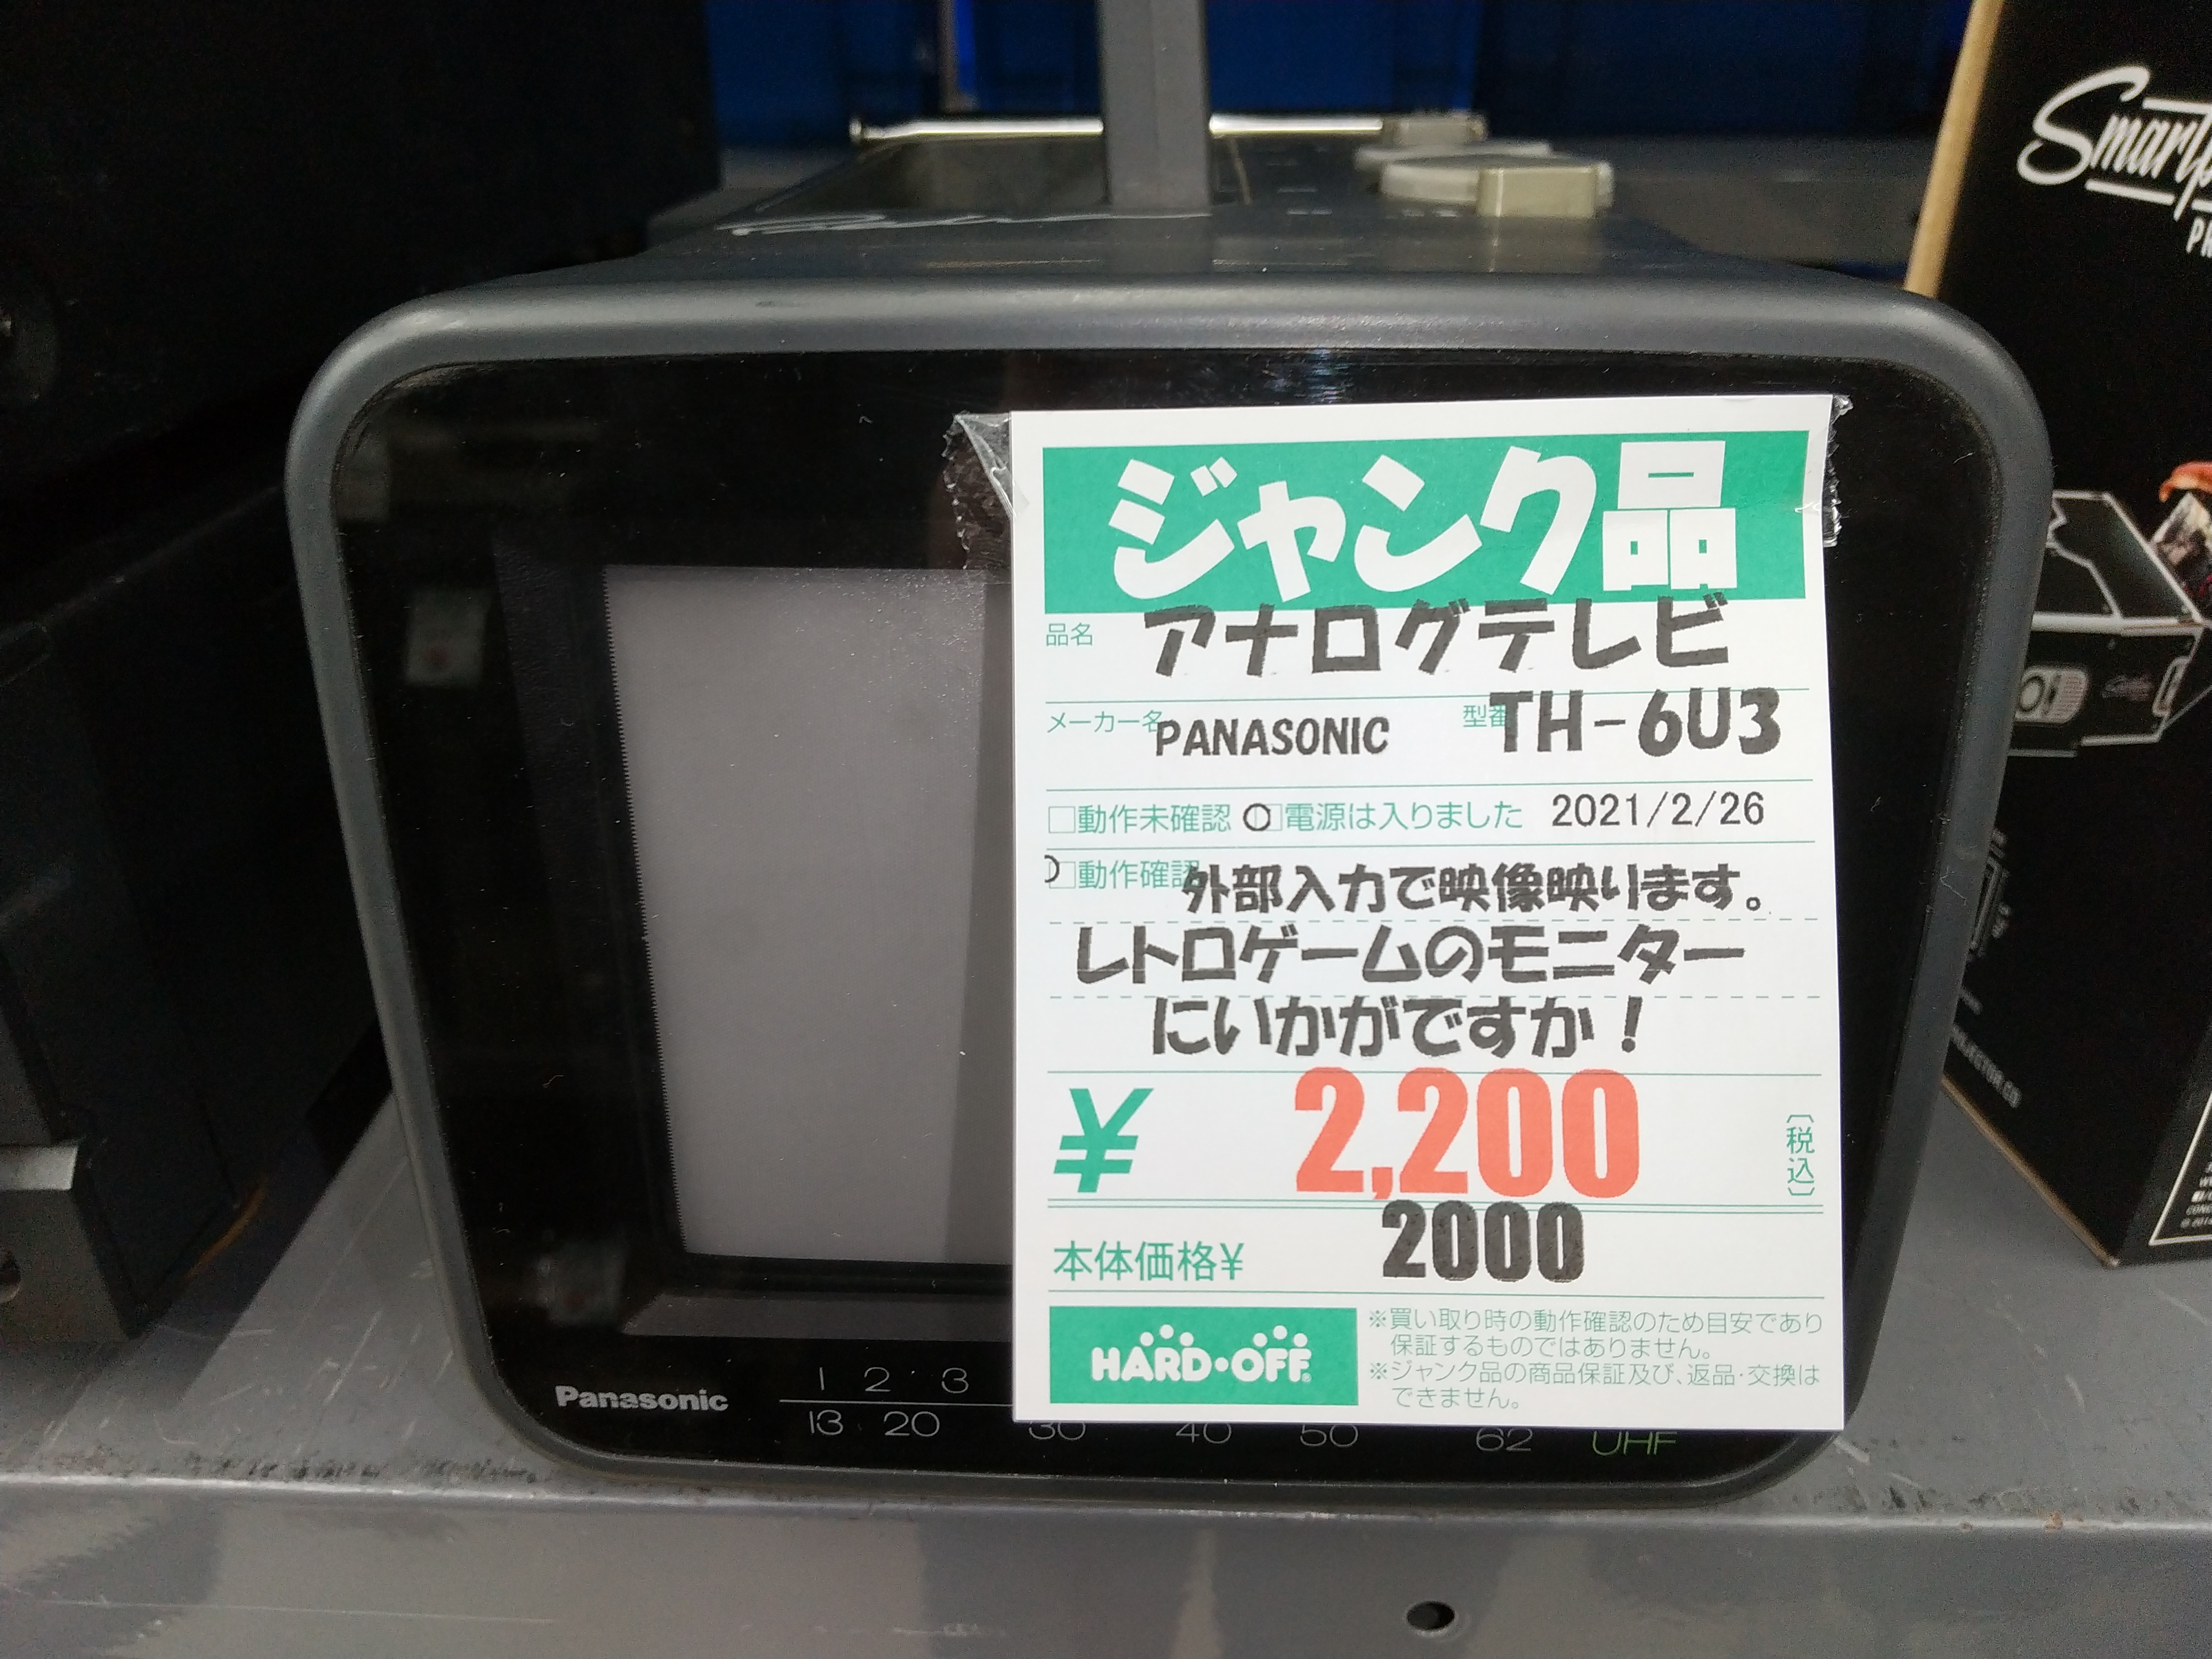 ジャンク品
品名 アナログテレビ
メーカー名 PANASONIC 型番 TH-6U3
□動作未確認 ○□電源は入りました 2021/2/26
□動作確認 外部入力で映像映ります。
レトロゲームのモニター
にいかがですか！
¥ 2,200 〔税込〕
本体価格¥ 2000
HARD・OFF
※買い取り時の動作確認のため目安であり
保証するものではありません。
※ジャンク品の商品保証及び、返品・交換は
できません。
Panasonic
1 2 3
13 20 30 40 50 62 UHF